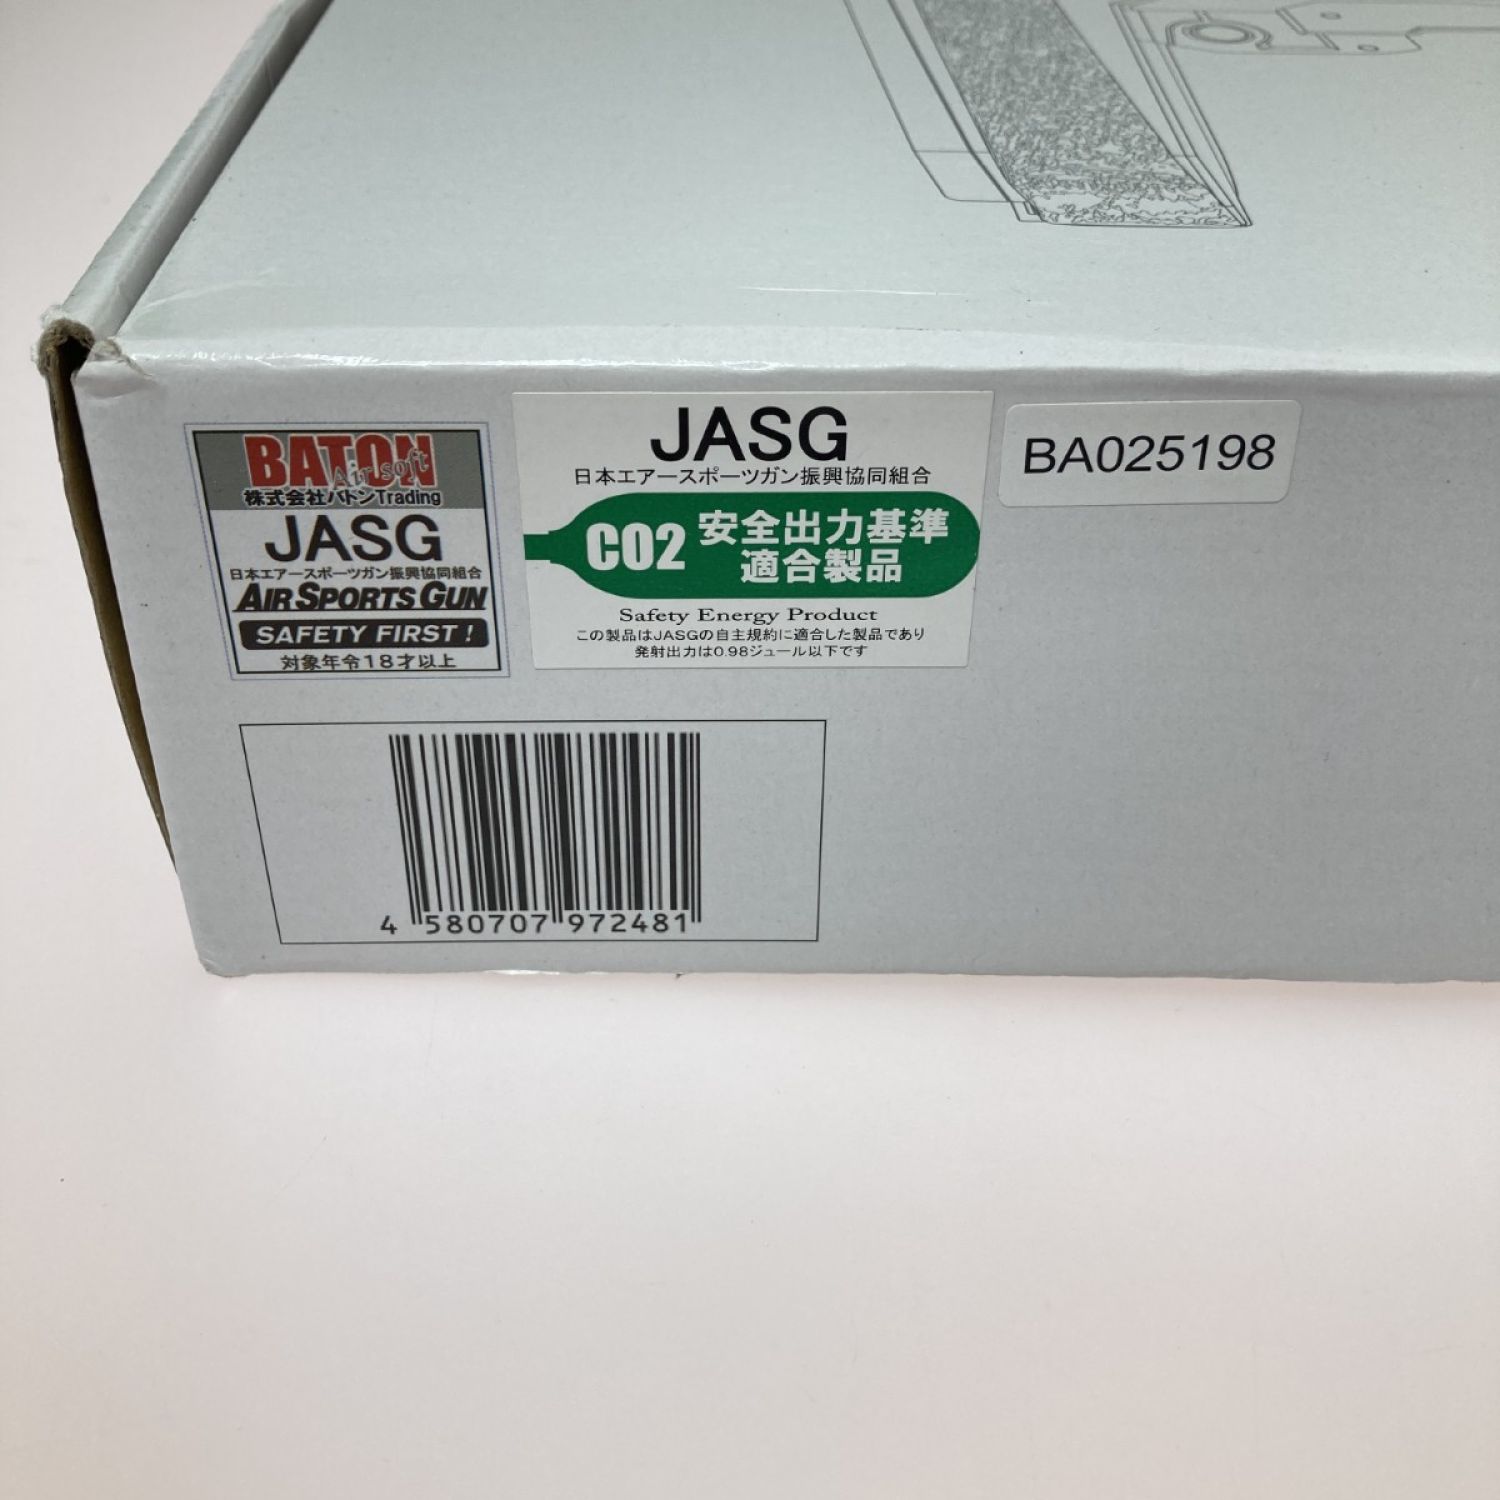 BATON
Airsoft
株式会社バトンTrading
JASG
日本エアースポーツガン振興協同組合
AIR SPORTS GUN
SAFETY FIRST!
対象年令18才以上
JASG
日本エアースポーツガン振興協同組合
CO2 安全出力基準
適合製品
Safety Energy Product
この製品はJASGの自主規約に適合した製品であり
発射出力は0.98ジュール以下です
BA025198
4 580707 972481